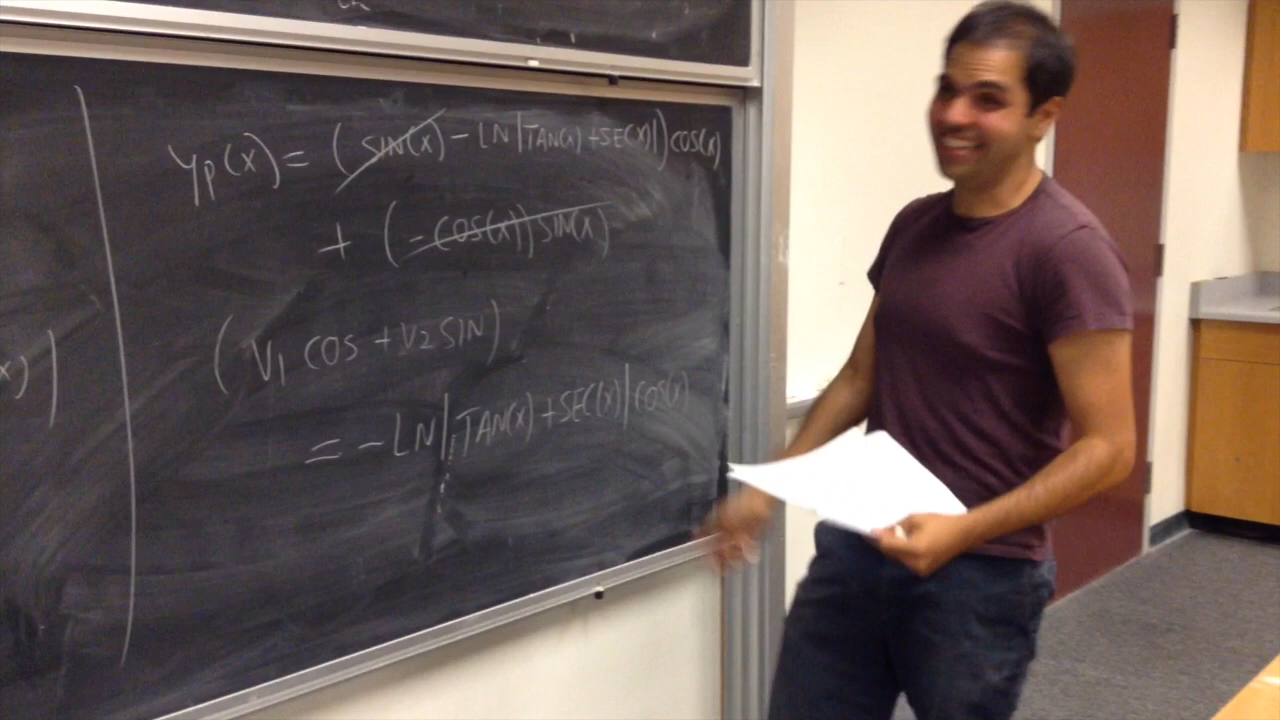 yp(x) = (SIN(x) - LN|TAN(x) + SEC(x)|) COS(x)
+ (-COS(x)) SIN(x)
(V1 COS + V2 SIN)
x))
= - LN|TAN(x) + SEC(x)| COS(x)